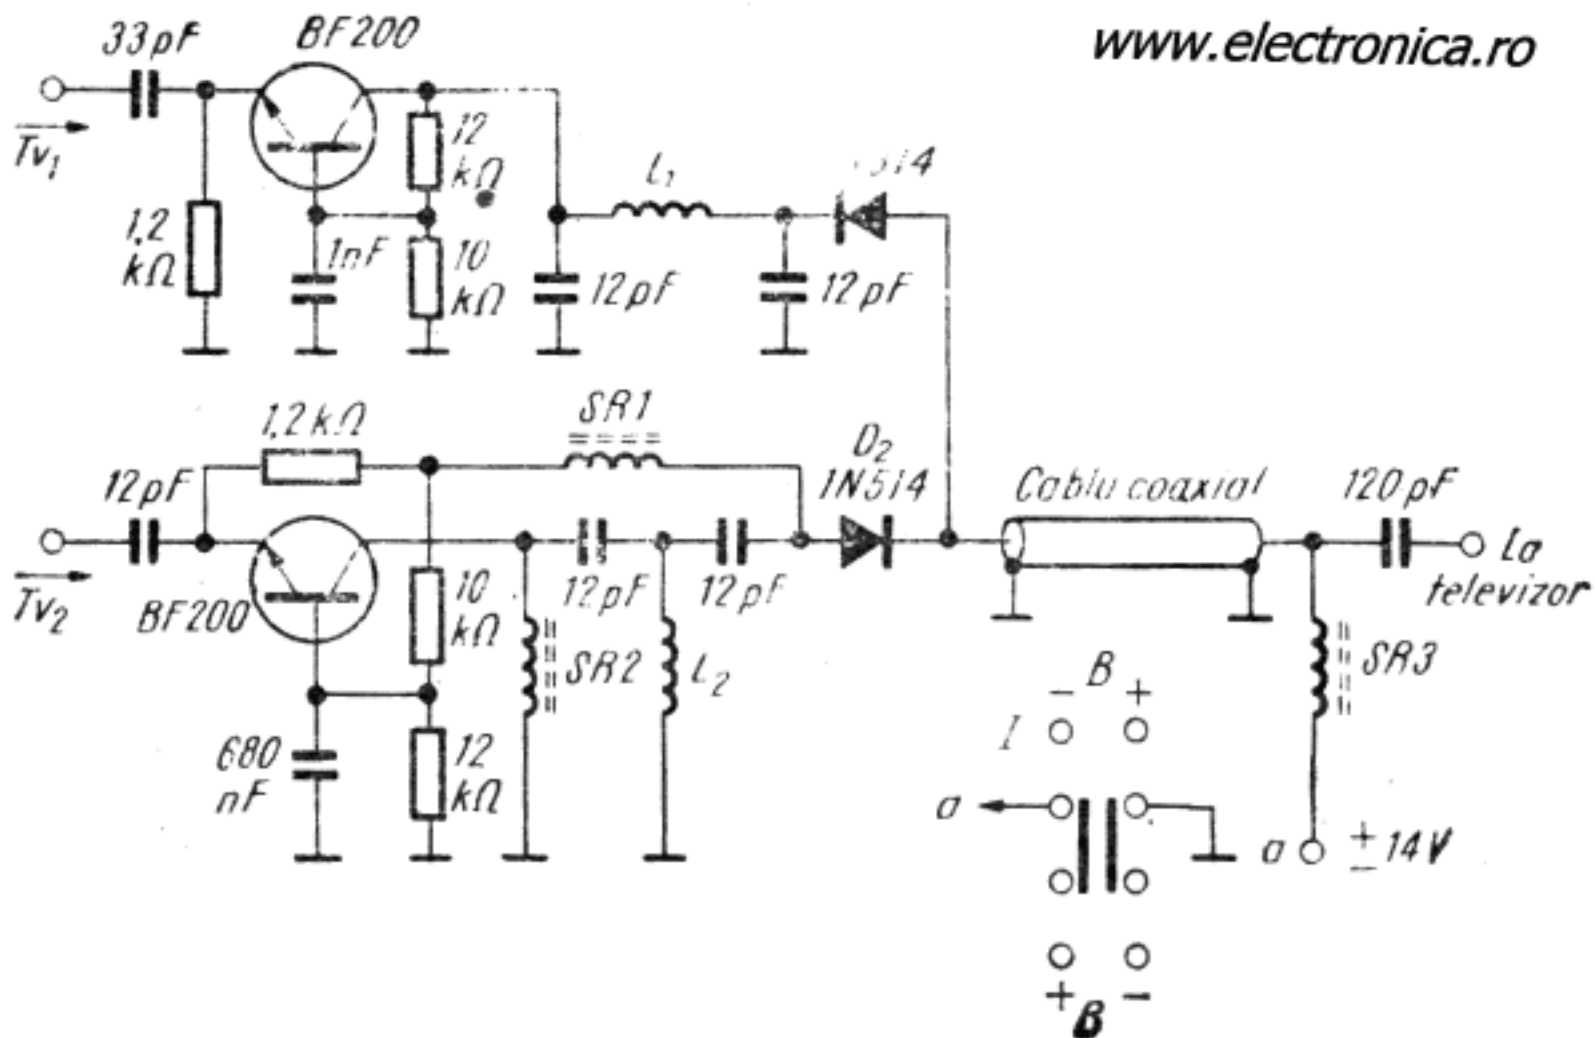 www.electronica.ro
33pF
BF200
Tv1
1,2
kΩ
12
kΩ
1nF
10
kΩ
L1
514
12pF
12pF
1,2kΩ
SR1
D2
1N514
12pF
Tv2
BF200
10
kΩ
12pF
12pF
SR2
L2
680
nF
12
kΩ
Cablu coaxial
120pF
La
televizor
SR3
- B +
I
a
a
± 14V
+ B -